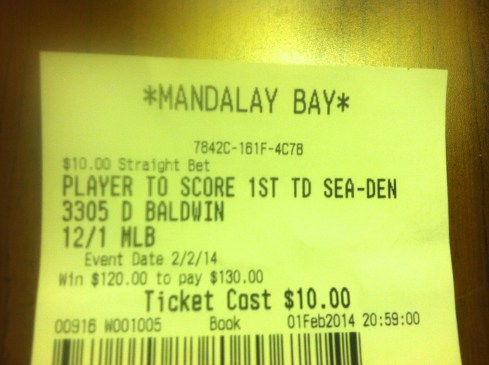 *MANDALAY BAY*
7842C-161F-4C78
$10.00 Straight Bet
PLAYER TO SCORE 1ST TD SEA-DEN
3305 D BALDWIN
12/1 MLB
Event Date 2/2/14
Win $120.00 to pay $130.00
Ticket Cost $10.00
00916 W001005 Book 01Feb2014 20:59:00